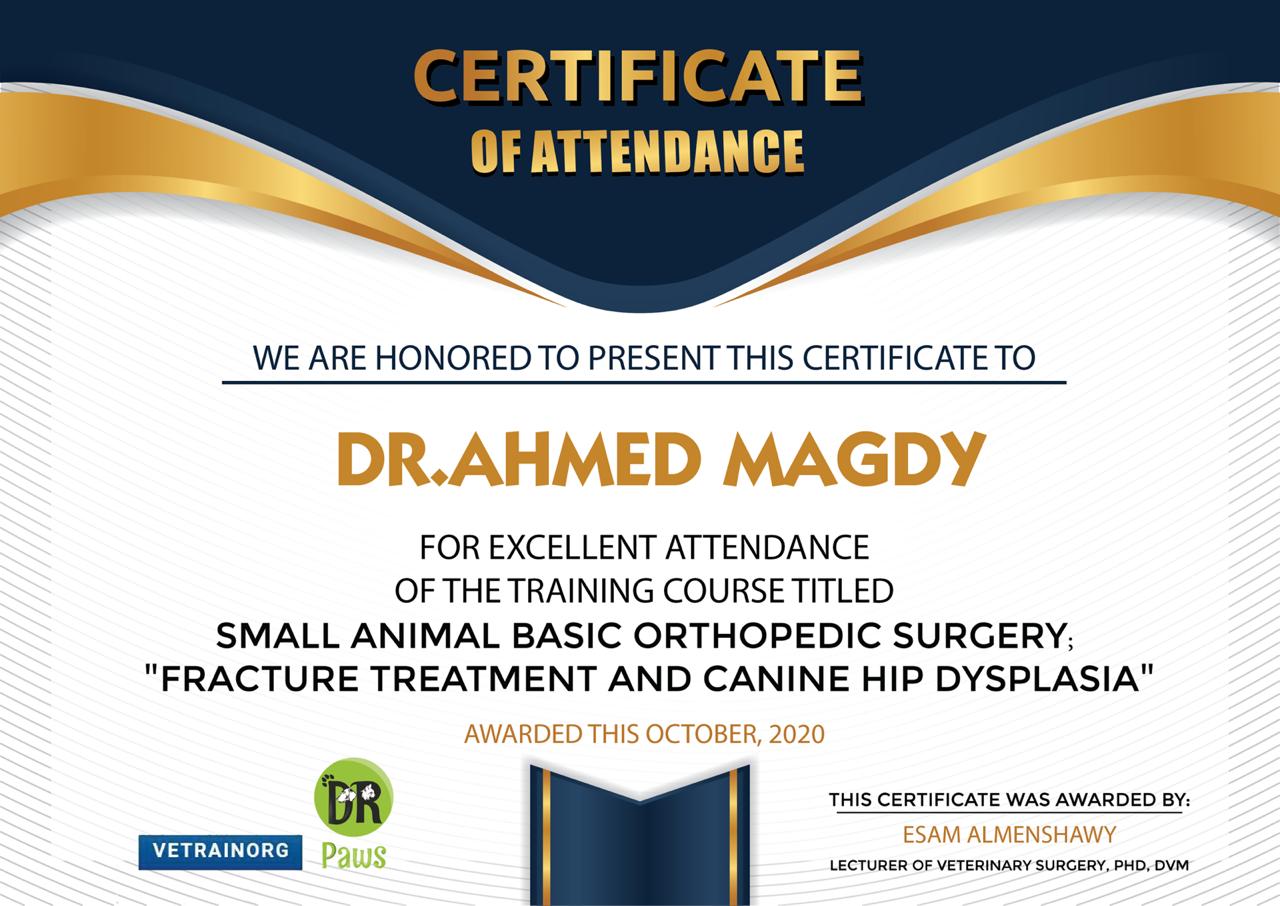 CERTIFICATE
OF ATTENDANCE
WE ARE HONORED TO PRESENT THIS CERTIFICATE TO
DR.AHMED MAGDY
FOR EXCELLENT ATTENDANCE
OF THE TRAINING COURSE TITLED
SMALL ANIMAL BASIC ORTHOPEDIC SURGERY;
"FRACTURE TREATMENT AND CANINE HIP DYSPLASIA"
AWARDED THIS OCTOBER, 2020
VETRAINORG
DR
Paws
THIS CERTIFICATE WAS AWARDED BY:
ESAM ALMENSHAWY
LECTURER OF VETERINARY SURGERY, PHD, DVM